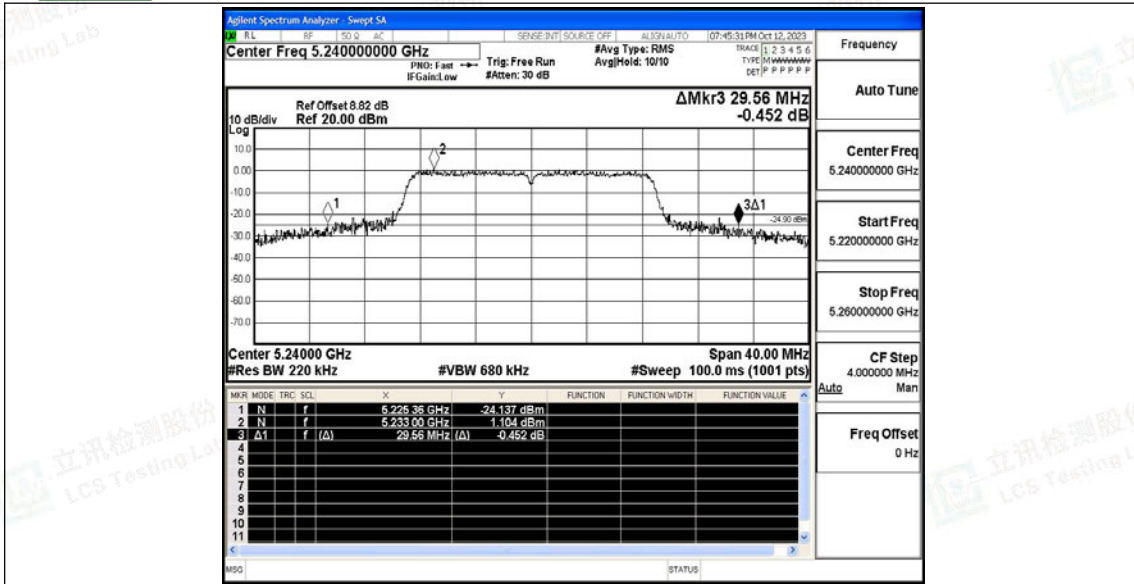 Agilent Spectrum Analyzer - Swept SA
RL RF 50 Ω AC SENSE:INT SOURCE OFF ALIGN AUTO 07:45:31 PM Oct 12, 2023
Center Freq 5.240000000 GHz
PNO: Fast
IFGain:Low
Trig: Free Run
#Atten: 30 dB
#Avg Type: RMS
Avg|Hold: 10/10
TRACE 1 2 3 4 5 6
TYPE M W W W W W
DET P P P P P P
Frequency
Auto Tune
Center Freq
5.240000000 GHz
Start Freq
5.220000000 GHz
Stop Freq
5.260000000 GHz
CF Step
4.000000 MHz
Auto Man
Freq Offset
0 Hz
Ref Offset 8.82 dB
Ref 20.00 dBm
10 dB/div
Log
ΔMkr3 29.56 MHz
-0.452 dB
10.0
0.00
-10.0
-20.0
-30.0
-40.0
-50.0
-60.0
-70.0
1
2
3Δ1
-24.90 dBm
Center 5.24000 GHz
Span 40.00 MHz
#Res BW 220 kHz #VBW 680 kHz #Sweep 100.0 ms (1001 pts)
MKR MODE TRC SCL X Y FUNCTION FUNCTION WIDTH FUNCTION VALUE
1 N f 5.225 36 GHz -24.137 dBm
2 N f 5.233 00 GHz 1.104 dBm
3 Δ1 f (Δ) 29.56 MHz (Δ) -0.452 dB
4
5
6
7
8
9
10
11
MSG STATUS
立讯检测股份
LCS Testing Lab
立讯检测股份
LCS Testing L